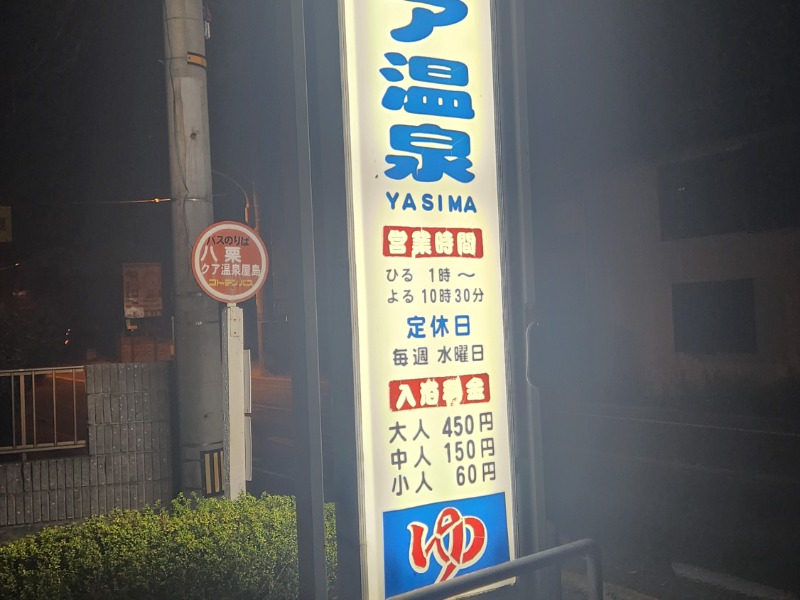 ア温泉
YASIMA
営業時間
ひる 1時～
よる 10時30分
定休日
毎週 水曜日
入浴料金
大人 450円
中人 150円
小人 60円
ゆ
バスのりば
八栗
クア温泉屋島
コトデンバス